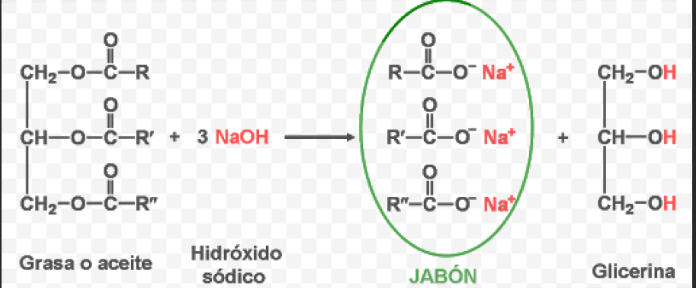 CH₂–O–C–R (O ||) R–C–O⁻ Na⁺ (O ||) CH₂–OH
CH–O–C–R′ (O ||) + 3 NaOH ⟶ R′–C–O⁻ Na⁺ (O ||) + CH–OH
CH₂–O–C–R″ (O ||) R″–C–O⁻ Na⁺ (O ||) CH₂–OH
Grasa o aceite
Hidróxido
sódico
JABÓN
Glicerina